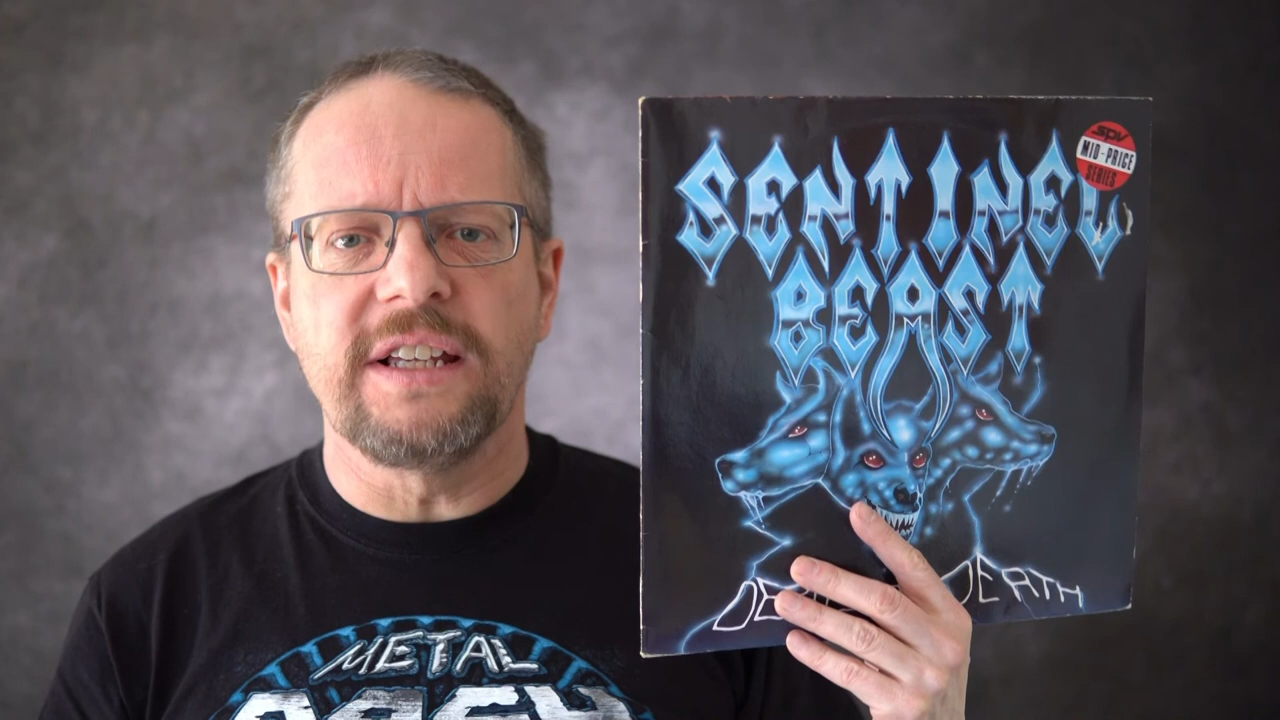 SENTINEL
BEAST
spv
MID-PRICE
SERIES
DEATH
METAL